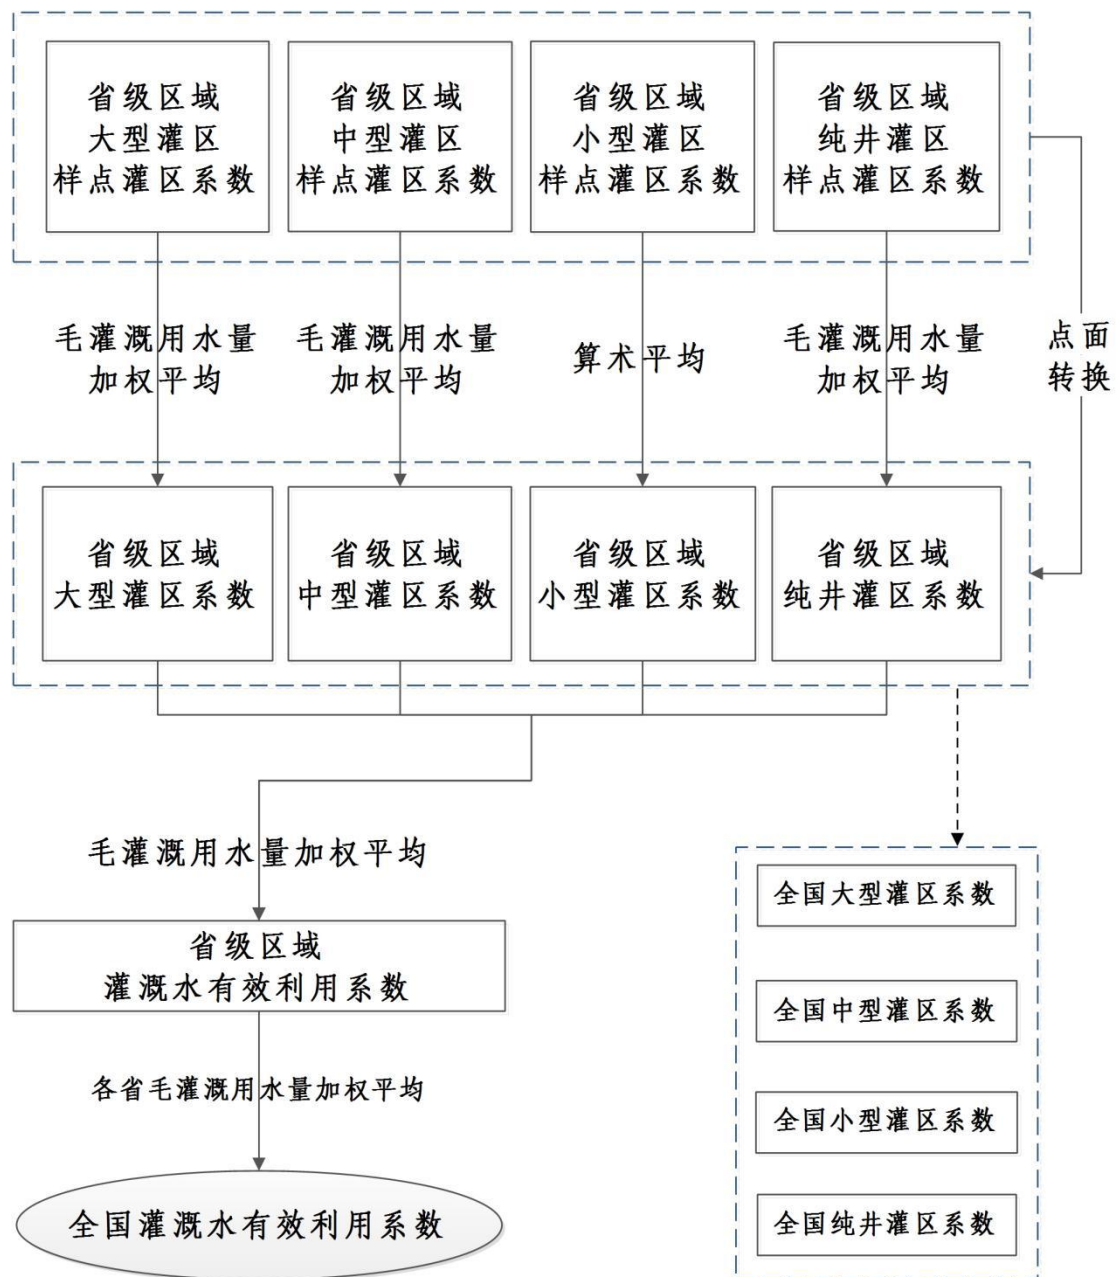 省级区域
大型灌区
样点灌区系数
省级区域
中型灌区
样点灌区系数
省级区域
小型灌区
样点灌区系数
省级区域
纯井灌区
样点灌区系数
毛灌溉用水量
加权平均
毛灌溉用水量
加权平均
算术平均
毛灌溉用水量
加权平均
点面
转换
省级区域
大型灌区系数
省级区域
中型灌区系数
省级区域
小型灌区系数
省级区域
纯井灌区系数
毛灌溉用水量加权平均
省级区域
灌溉水有效利用系数
各省毛灌溉用水量加权平均
全国灌溉水有效利用系数
全国大型灌区系数
全国中型灌区系数
全国小型灌区系数
全国纯井灌区系数